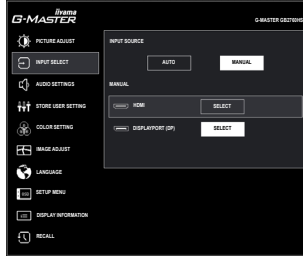 iiyama
G-MASTER
G-MASTER GB2760HS
PICTURE ADJUST
INPUT SELECT
AUDIO SETTINGS
STORE USER SETTING
COLOR SETTING
IMAGE ADJUST
LANGUAGE
SETUP MENU
DISPLAY INFORMATION
RECALL
INPUT SOURCE
AUTO
MANUAL
MANUAL
HDMI
SELECT
DISPLAYPORT (DP)
SELECT